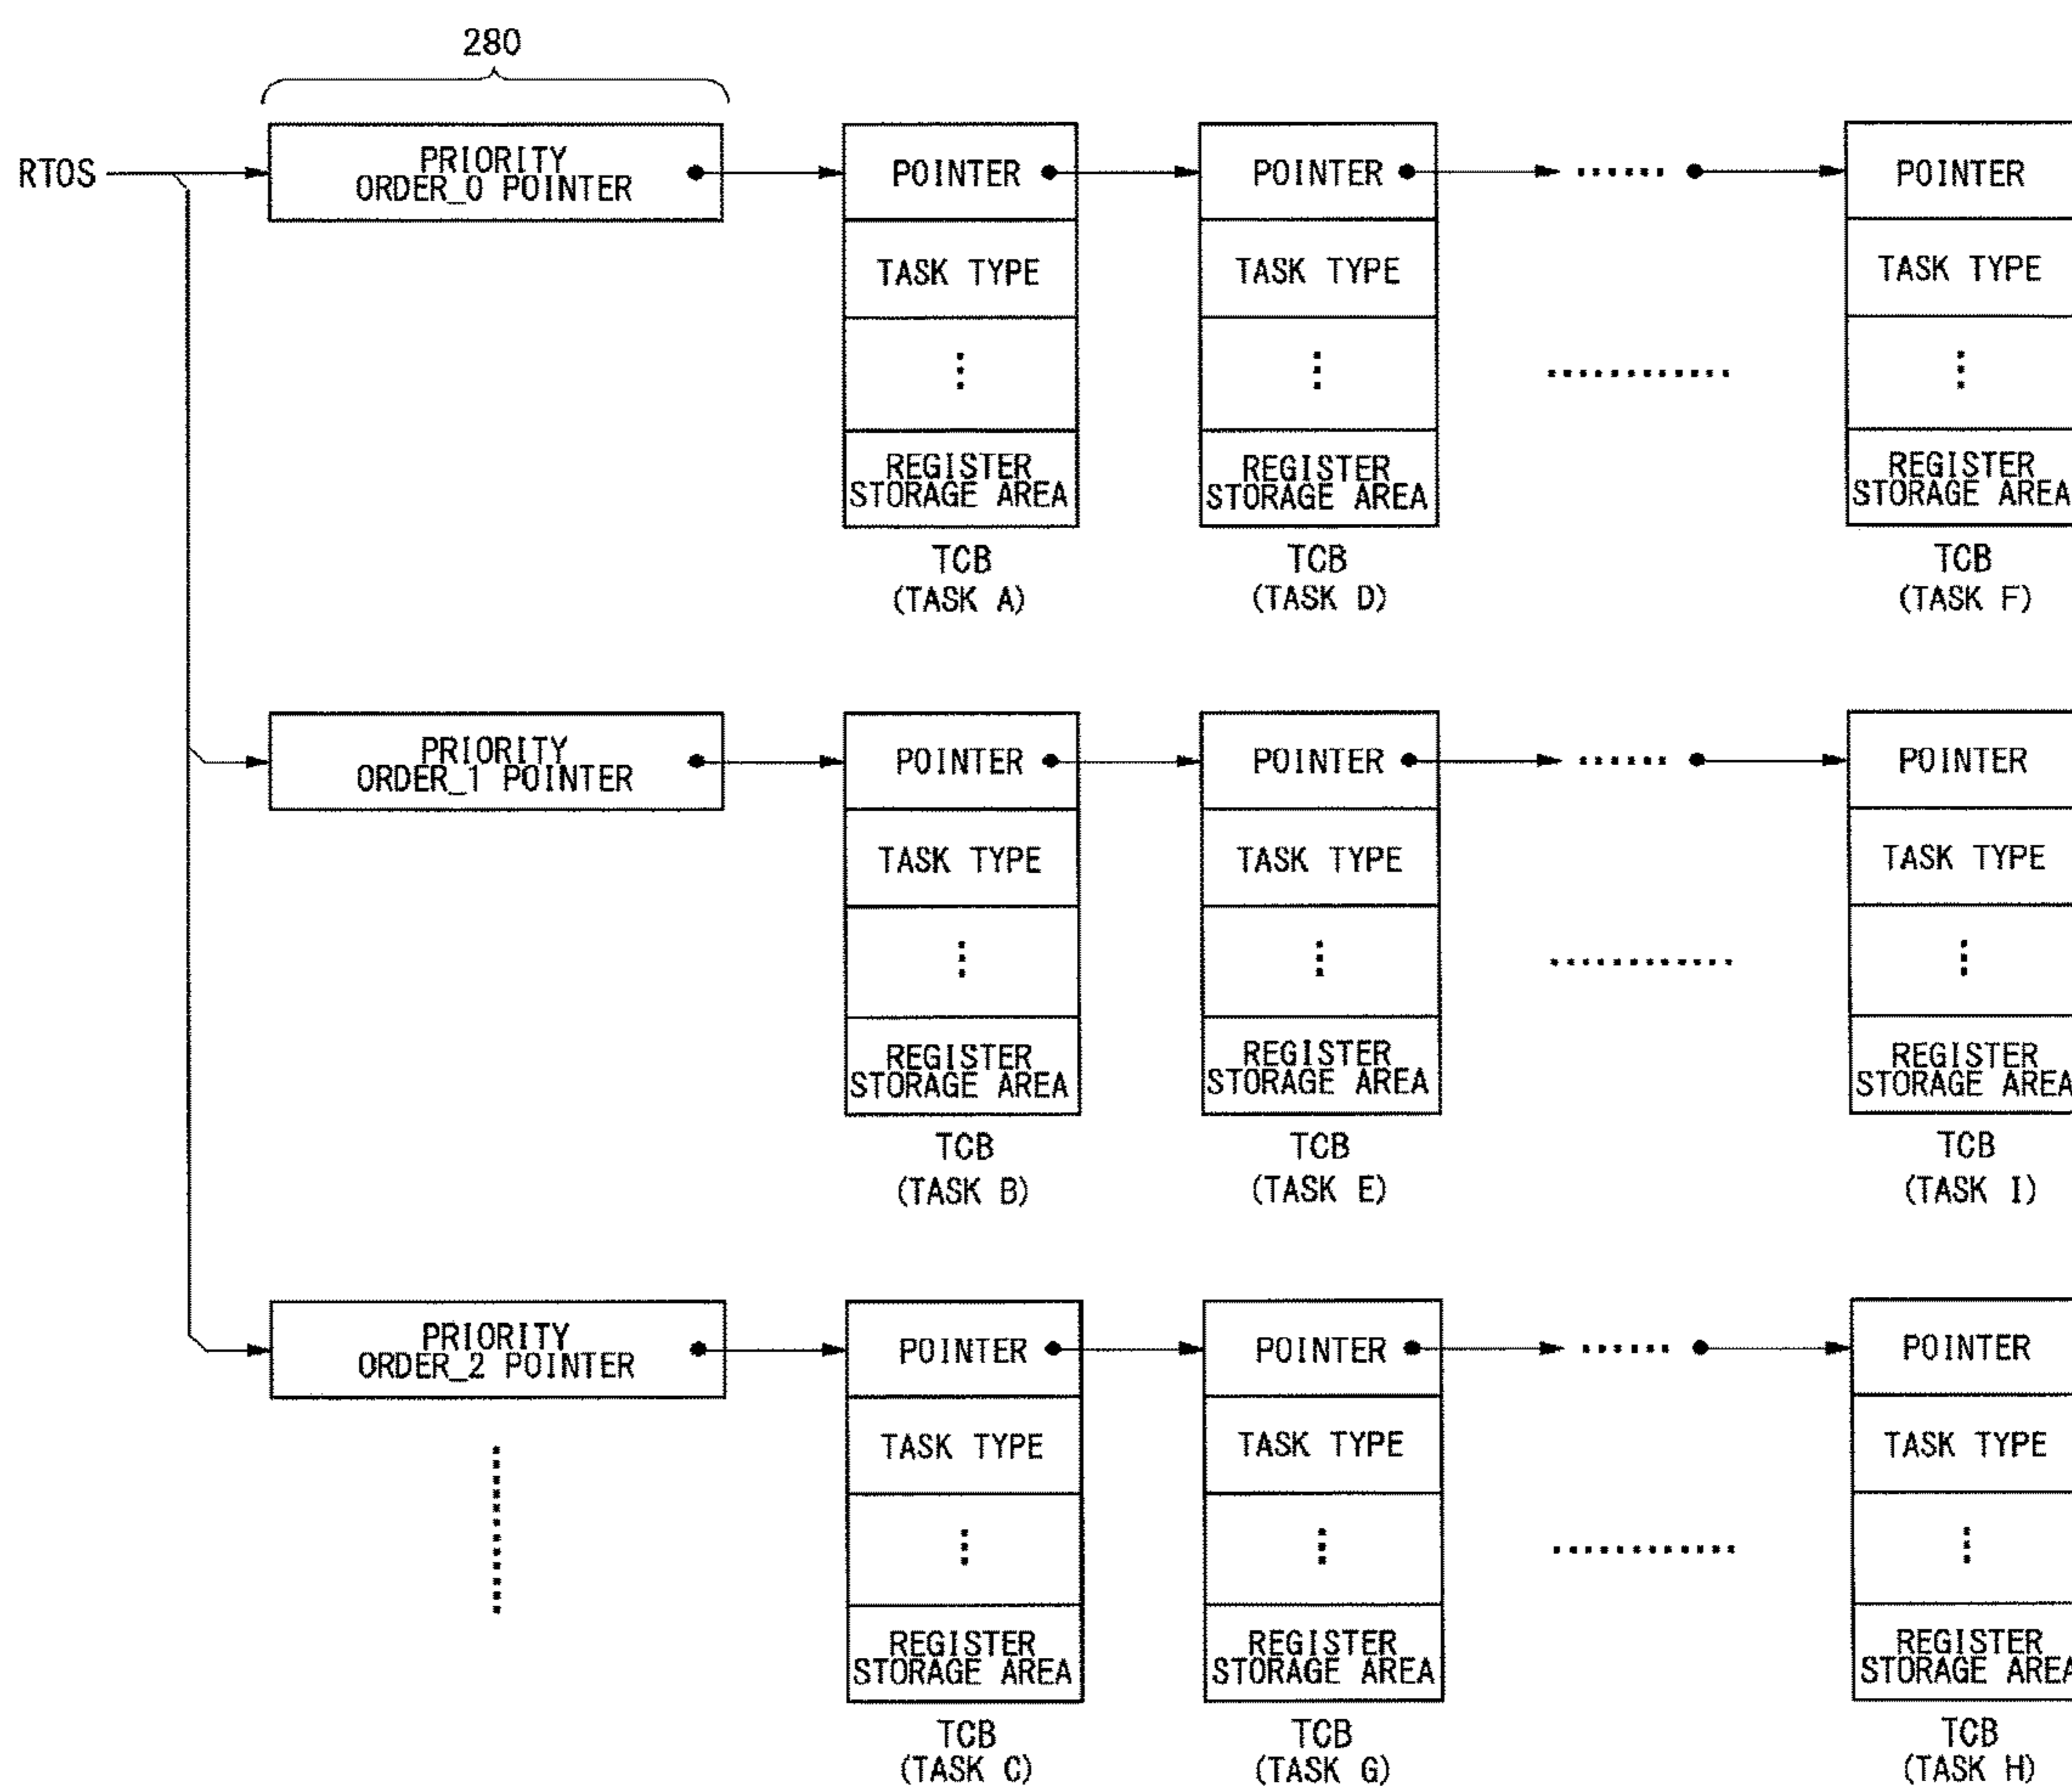 280
RTOS
PRIORITY
ORDER_0 POINTER
POINTER
POINTER
POINTER
TASK TYPE
TASK TYPE
TASK TYPE
REGISTER
STORAGE AREA
REGISTER
STORAGE AREA
REGISTER
STORAGE AREA
TCB
(TASK A)
TCB
(TASK D)
TCB
(TASK F)
PRIORITY
ORDER_1 POINTER
POINTER
POINTER
POINTER
TASK TYPE
TASK TYPE
TASK TYPE
REGISTER
STORAGE AREA
REGISTER
STORAGE AREA
REGISTER
STORAGE AREA
TCB
(TASK B)
TCB
(TASK E)
TCB
(TASK I)
PRIORITY
ORDER_2 POINTER
POINTER
POINTER
POINTER
TASK TYPE
TASK TYPE
TASK TYPE
REGISTER
STORAGE AREA
REGISTER
STORAGE AREA
REGISTER
STORAGE AREA
TCB
(TASK C)
TCB
(TASK G)
TCB
(TASK H)